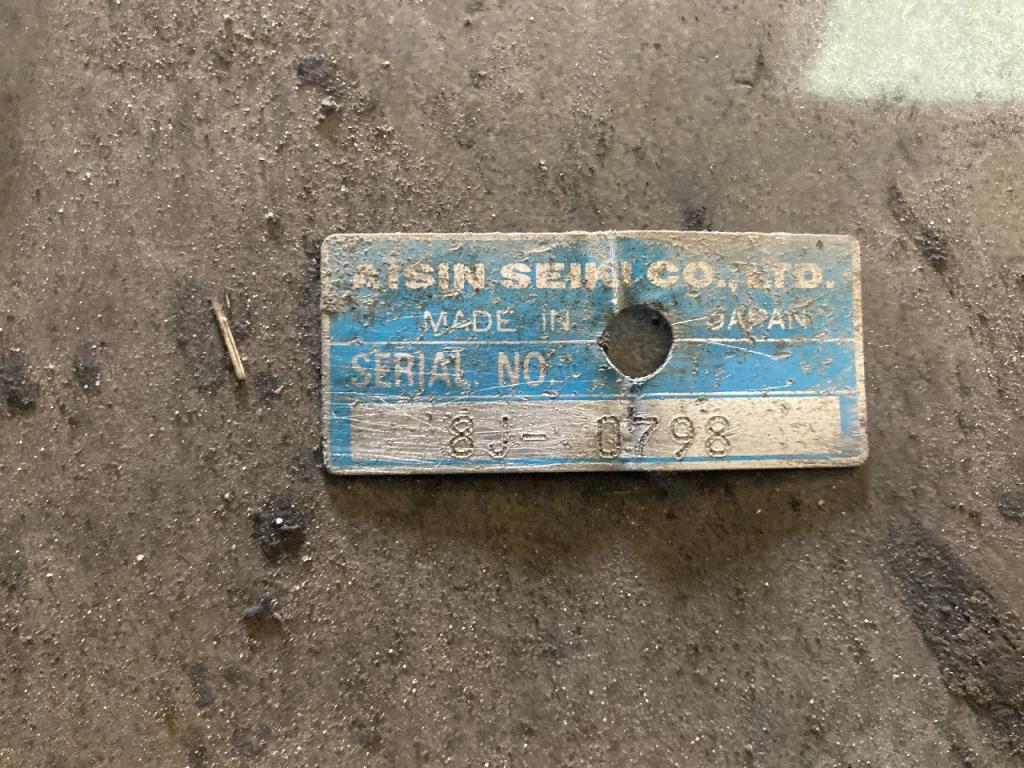 AISIN SEIKI CO., LTD.
MADE IN JAPAN
SERIAL NO.
8J- 0798